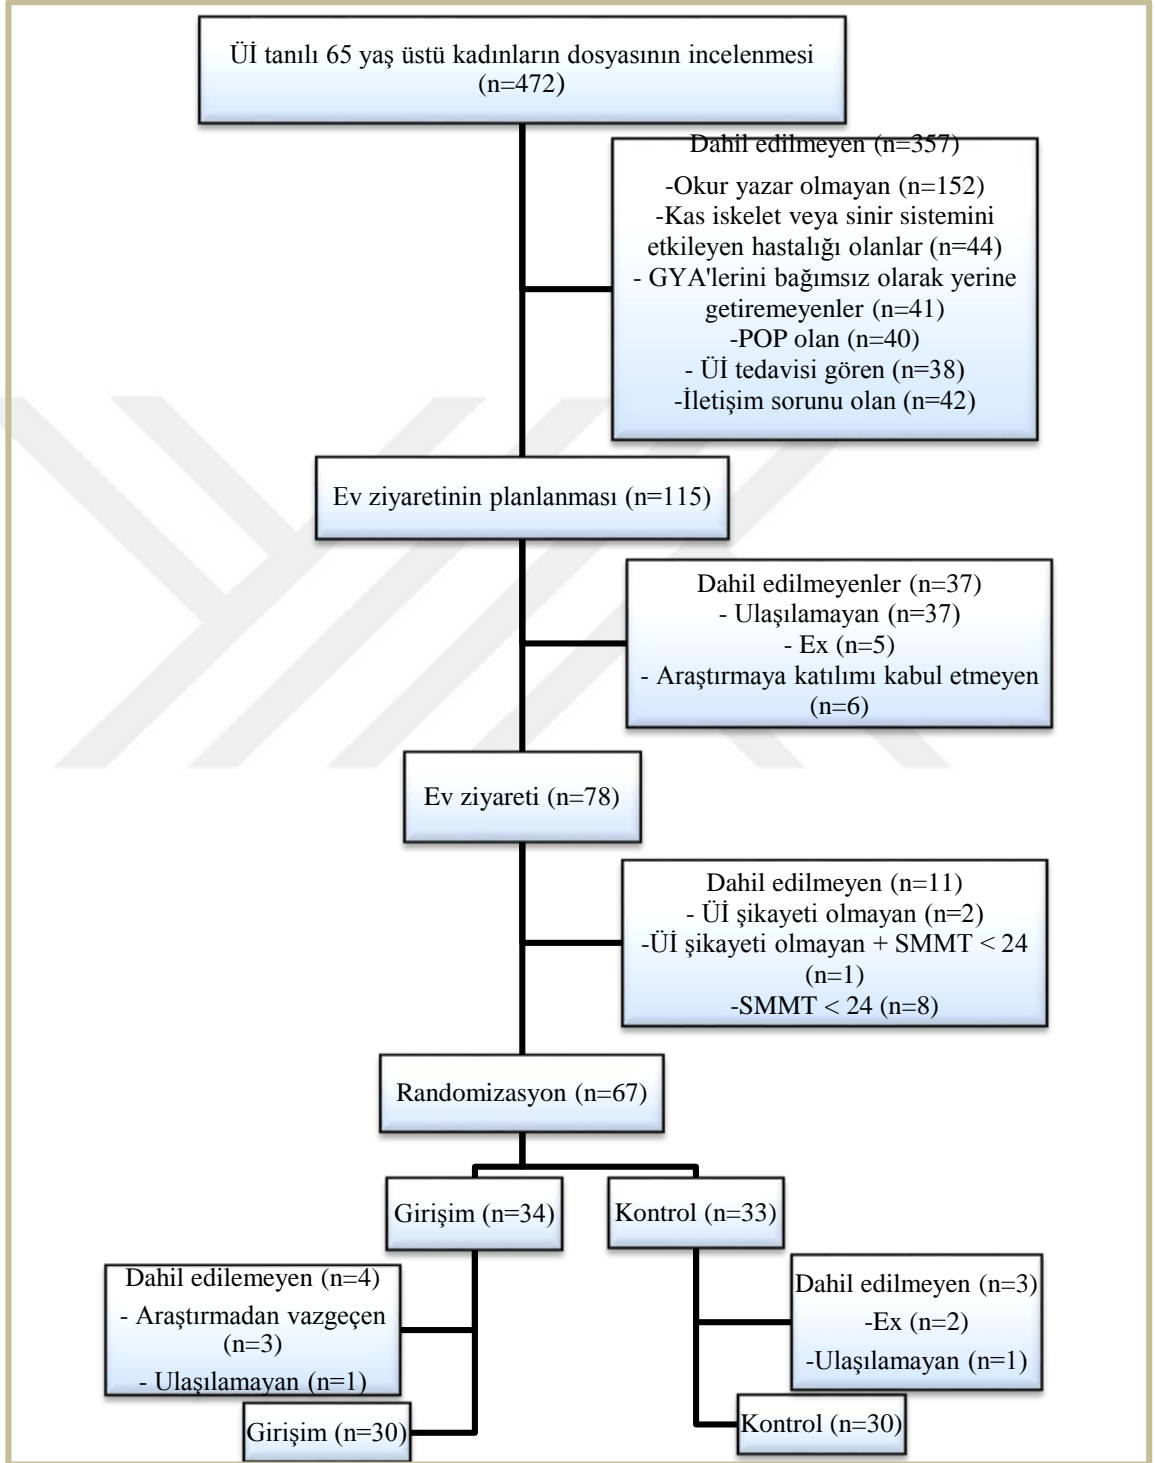 Üİ tanılı 65 yaş üstü kadınların dosyasının incelenmesi
(n=472)
Dahil edilmeyen (n=357)
-Okur yazar olmayan (n=152)
-Kas iskelet veya sinir sistemini
etkileyen hastalığı olanlar (n=44)
- GYA'lerini bağımsız olarak yerine
getiremeyenler (n=41)
-POP olan (n=40)
- Üİ tedavisi gören (n=38)
-İletişim sorunu olan (n=42)
Ev ziyaretinin planlanması (n=115)
Dahil edilmeyenler (n=37)
- Ulaşılamayan (n=37)
- Ex (n=5)
- Araştırmaya katılımı kabul etmeyen
(n=6)
Ev ziyareti (n=78)
Dahil edilmeyen (n=11)
- Üİ şikayeti olmayan (n=2)
-Üİ şikayeti olmayan + SMMT < 24
(n=1)
-SMMT < 24 (n=8)
Randomizasyon (n=67)
Girişim (n=34)
Kontrol (n=33)
Dahil edilemeyen (n=4)
- Araştırmadan vazgeçen
(n=3)
- Ulaşılamayan (n=1)
Dahil edilmeyen (n=3)
-Ex (n=2)
-Ulaşılamayan (n=1)
Girişim (n=30)
Kontrol (n=30)